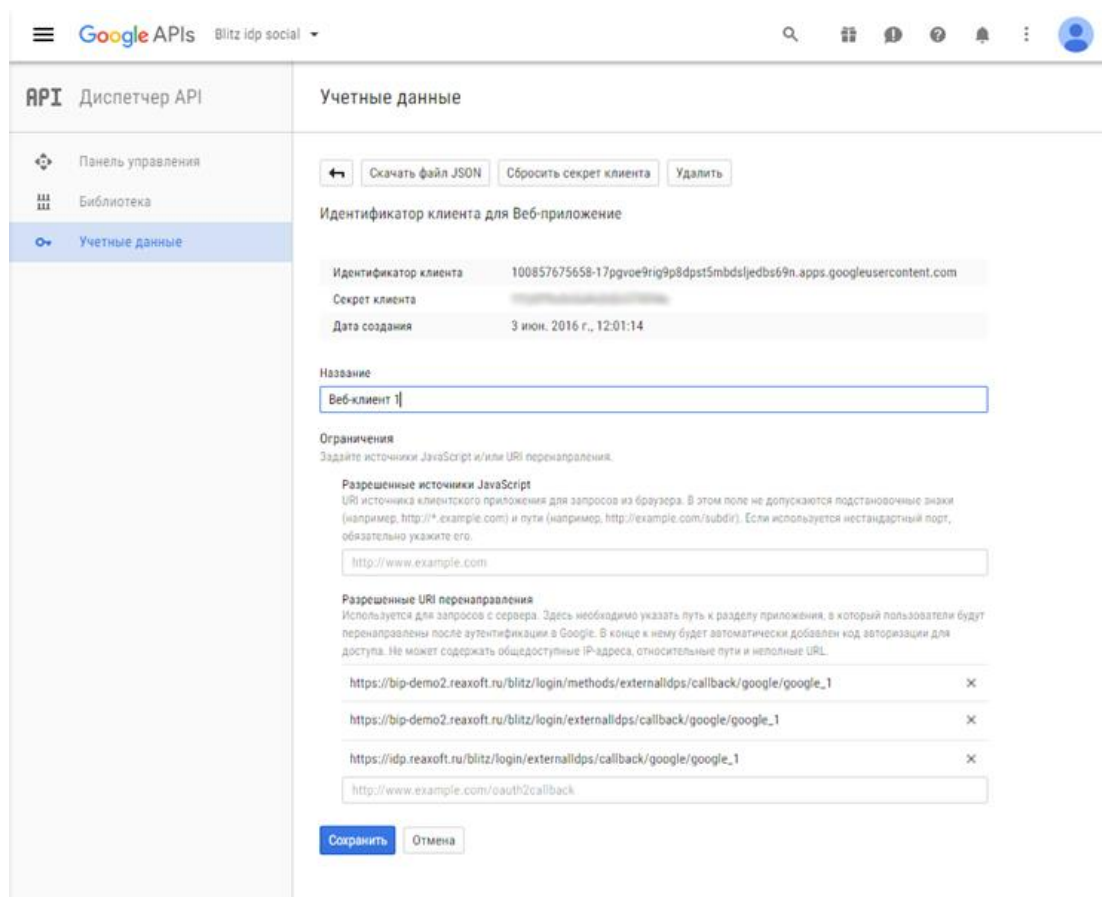 Google APIs Blitz idp social
API Диспетчер API
Учетные данные
Панель управления
Библиотека
Учетные данные
Скачать файл JSON Сбросить секрет клиента Удалить
Идентификатор клиента для Веб-приложение
Идентификатор клиента 100857675658-17pgvoe9rig9p8dpst5mbdsljedbs69n.apps.googleusercontent.com
Секрет клиента
Дата создания 3 июн. 2016 г., 12:01:14
Название
Веб-клиент 1
Ограничения
Задайте источники JavaScript и/или URI перенаправления.
Разрешенные источники JavaScript
URI источника клиентского приложения для запросов из браузера. В этом поле не допускаются подстановочные знаки
(например, http://*.example.com) и пути (например, http://example.com/subdir). Если используется нестандартный порт,
обязательно укажите его.
http://www.example.com
Разрешенные URI перенаправления
Используется для запросов с сервера. Здесь необходимо указать путь к разделу приложения, в который пользователи будут
перенаправлены после аутентификации в Google. В конце к нему будет автоматически добавлен код авторизации для
доступа. Не может содержать общедоступные IP-адреса, относительные пути и неполные URL.
https://bip-demo2.reaxoft.ru/blitz/login/methods/externalIdps/callback/google/google_1
https://bip-demo2.reaxoft.ru/blitz/login/externalIdps/callback/google/google_1
https://idp.reaxoft.ru/blitz/login/externalIdps/callback/google/google_1
http://www.example.com/oauth2callback
Сохранить Отмена